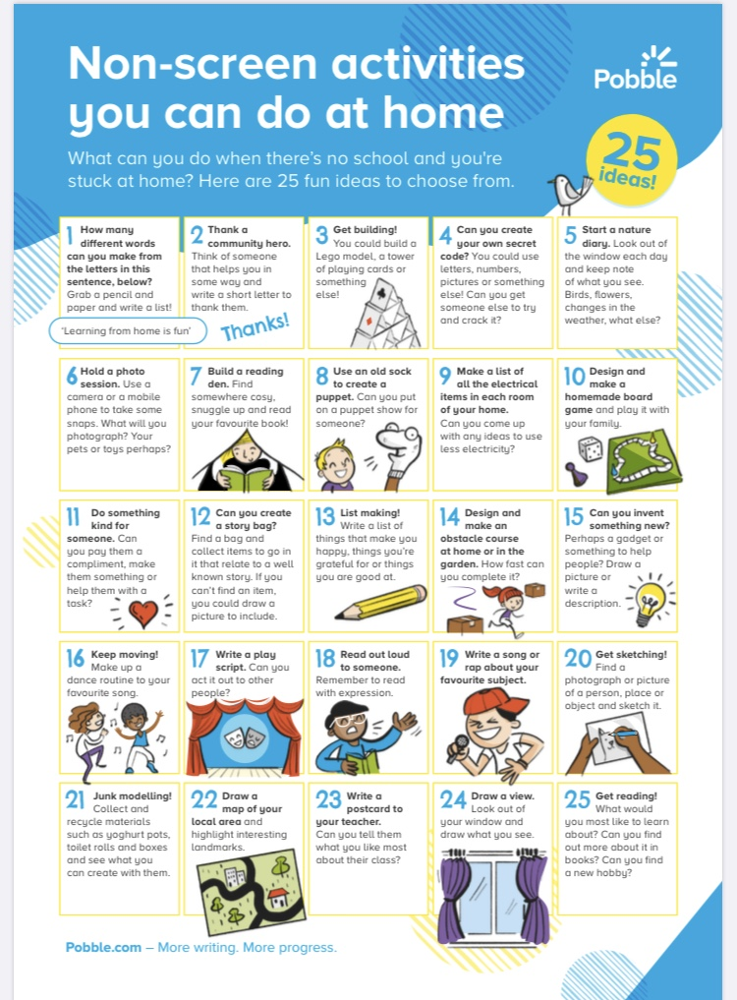 Non-screen activities
you can do at home
Pobble
What can you do when there's no school and you're
stuck at home? Here are 25 fun ideas to choose from.
25
ideas!
1 How many
different words
can you make from
the letters in this
sentence, below?
Grab a pencil and
paper and write a list!
'Learning from home is fun'
2 Thank a
community hero.
Think of someone
that helps you in
some way and
write a short letter to
thank them.
Thanks!
3 Get building!
You could build a
Lego model, a tower
of playing cards or
something
else!
4 Can you create
your own secret
code? You could use
letters, numbers,
pictures or something
else! Can you get
someone else to try
and crack it?
5 Start a nature
diary. Look out of
the window each day
and keep note
of what you see.
Birds, flowers,
changes in the
weather, what else?
6 Hold a photo
session. Use a
camera or a mobile
phone to take some
snaps. What will you
photograph? Your
pets or toys perhaps?
7 Build a reading
den. Find
somewhere cosy,
snuggle up and read
your favourite book!
8 Use an old sock
to create a
puppet. Can you put
on a puppet show for
someone?
9 Make a list of
all the electrical
items in each room
of your home.
Can you come up
with any ideas to use
less electricity?
10 Design and
make a
homemade board
game and play it with
your family.
11 Do something
kind for
someone. Can
you pay them a
compliment, make
them something or
help them with a
task?
12 Can you create
a story bag?
Find a bag and
collect items to go in
it that relate to a well
known story. If you
can't find an item,
you could draw a
picture to include.
13 List making!
Write a list of
things that make you
happy, things you're
grateful for or things
you are good at.
14 Design and
make an
obstacle course
at home or in the
garden. How fast can
you complete it?
15 Can you invent
something new?
Perhaps a gadget or
something to help
people? Draw a
picture or
write a
description.
16 Keep moving!
Make up a
dance routine to your
favourite song.
17 Write a play
script. Can you
act it out to other
people?
18 Read out loud
to someone.
Remember to read
with expression.
19 Write a song or
rap about your
favourite subject.
20 Get sketching!
Find a
photograph or picture
of a person, place or
object and sketch it.
21 Junk modelling!
Collect and
recycle materials
such as yoghurt pots,
toilet rolls and boxes
and see what you
can create with them.
22 Draw a
map of your
local area and
highlight interesting
landmarks.
23 Write a
postcard to
your teacher.
Can you tell them
what you like most
about their class?
24 Draw a view.
Look out of
your window and
draw what you see.
25 Get reading!
What would
you most like to learn
about? Can you find
out more about it in
books? Can you find
a new hobby?
Pobble.com – More writing. More progress.